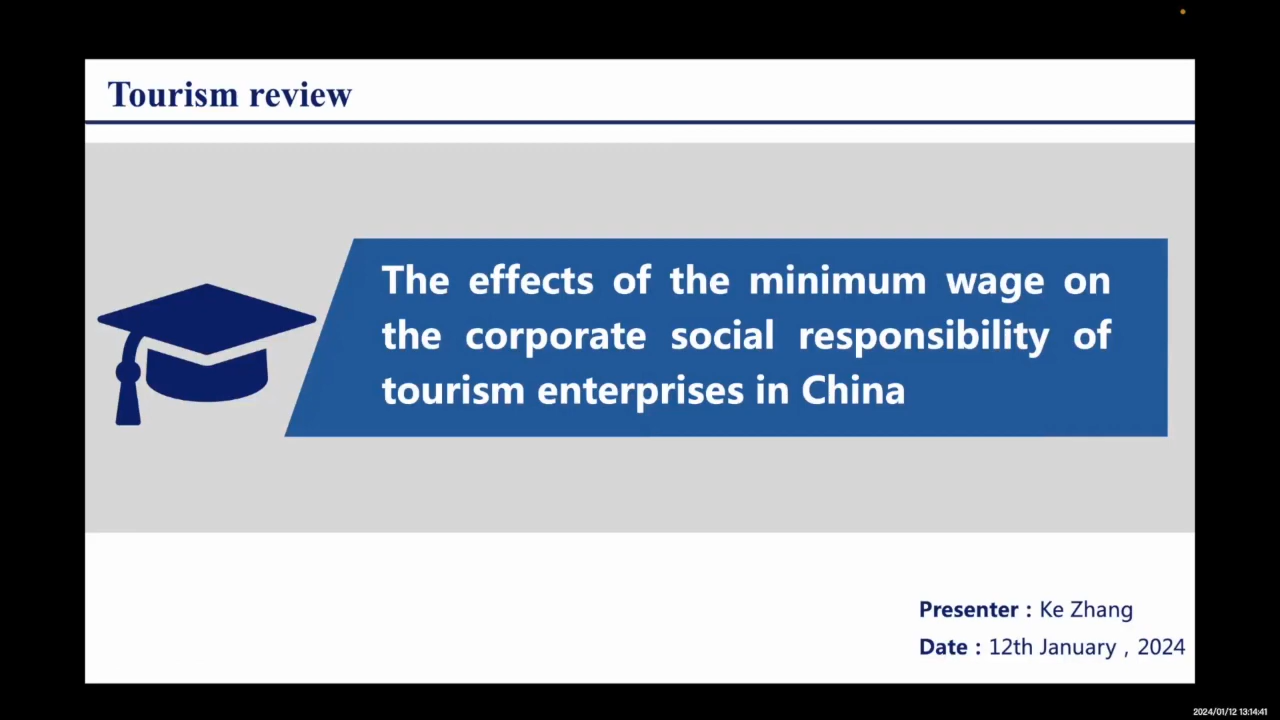 Tourism review
The effects of the minimum wage on
the corporate social responsibility of
tourism enterprises in China
Presenter : Ke Zhang
Date : 12th January , 2024
2024/01/12 13:14:41